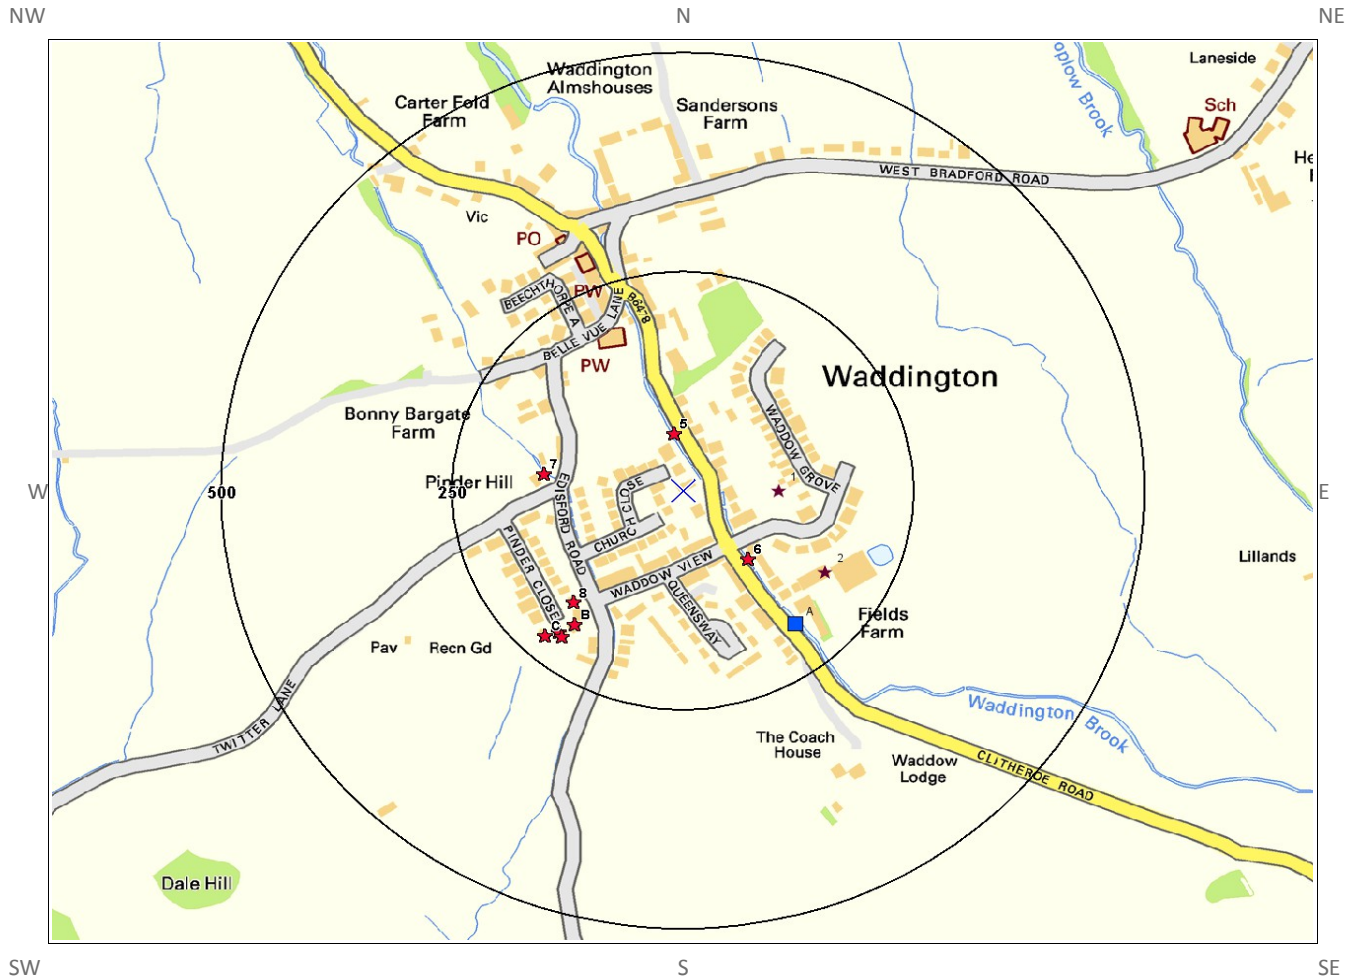 NW
N
NE
Waddington
Almshouses
Carter Fold
Farm
Sandersons
Farm
oplow Brook
Laneside
Sch
He
WEST BRADFORD ROAD
Vic
PO
PW
BEECHTHORPE A
BELLE VUE LANE
PW
Waddington
Bonny Bargate
Farm
WADDOW GROVE
5
7
Pinder Hill
1
W
500
250
E
EDISFORD ROAD
CHURCH CLOSE
PINDER CLOSE
WADDOW VIEW
6
2
QUEENSWAY
Lillands
8
B
C
A
Fields
Farm
Pav
Recn Gd
TWITTER LANE
Waddington Brook
The Coach
House
Waddow
Lodge
CLITHEROE ROAD
Dale Hill
SW
S
SE